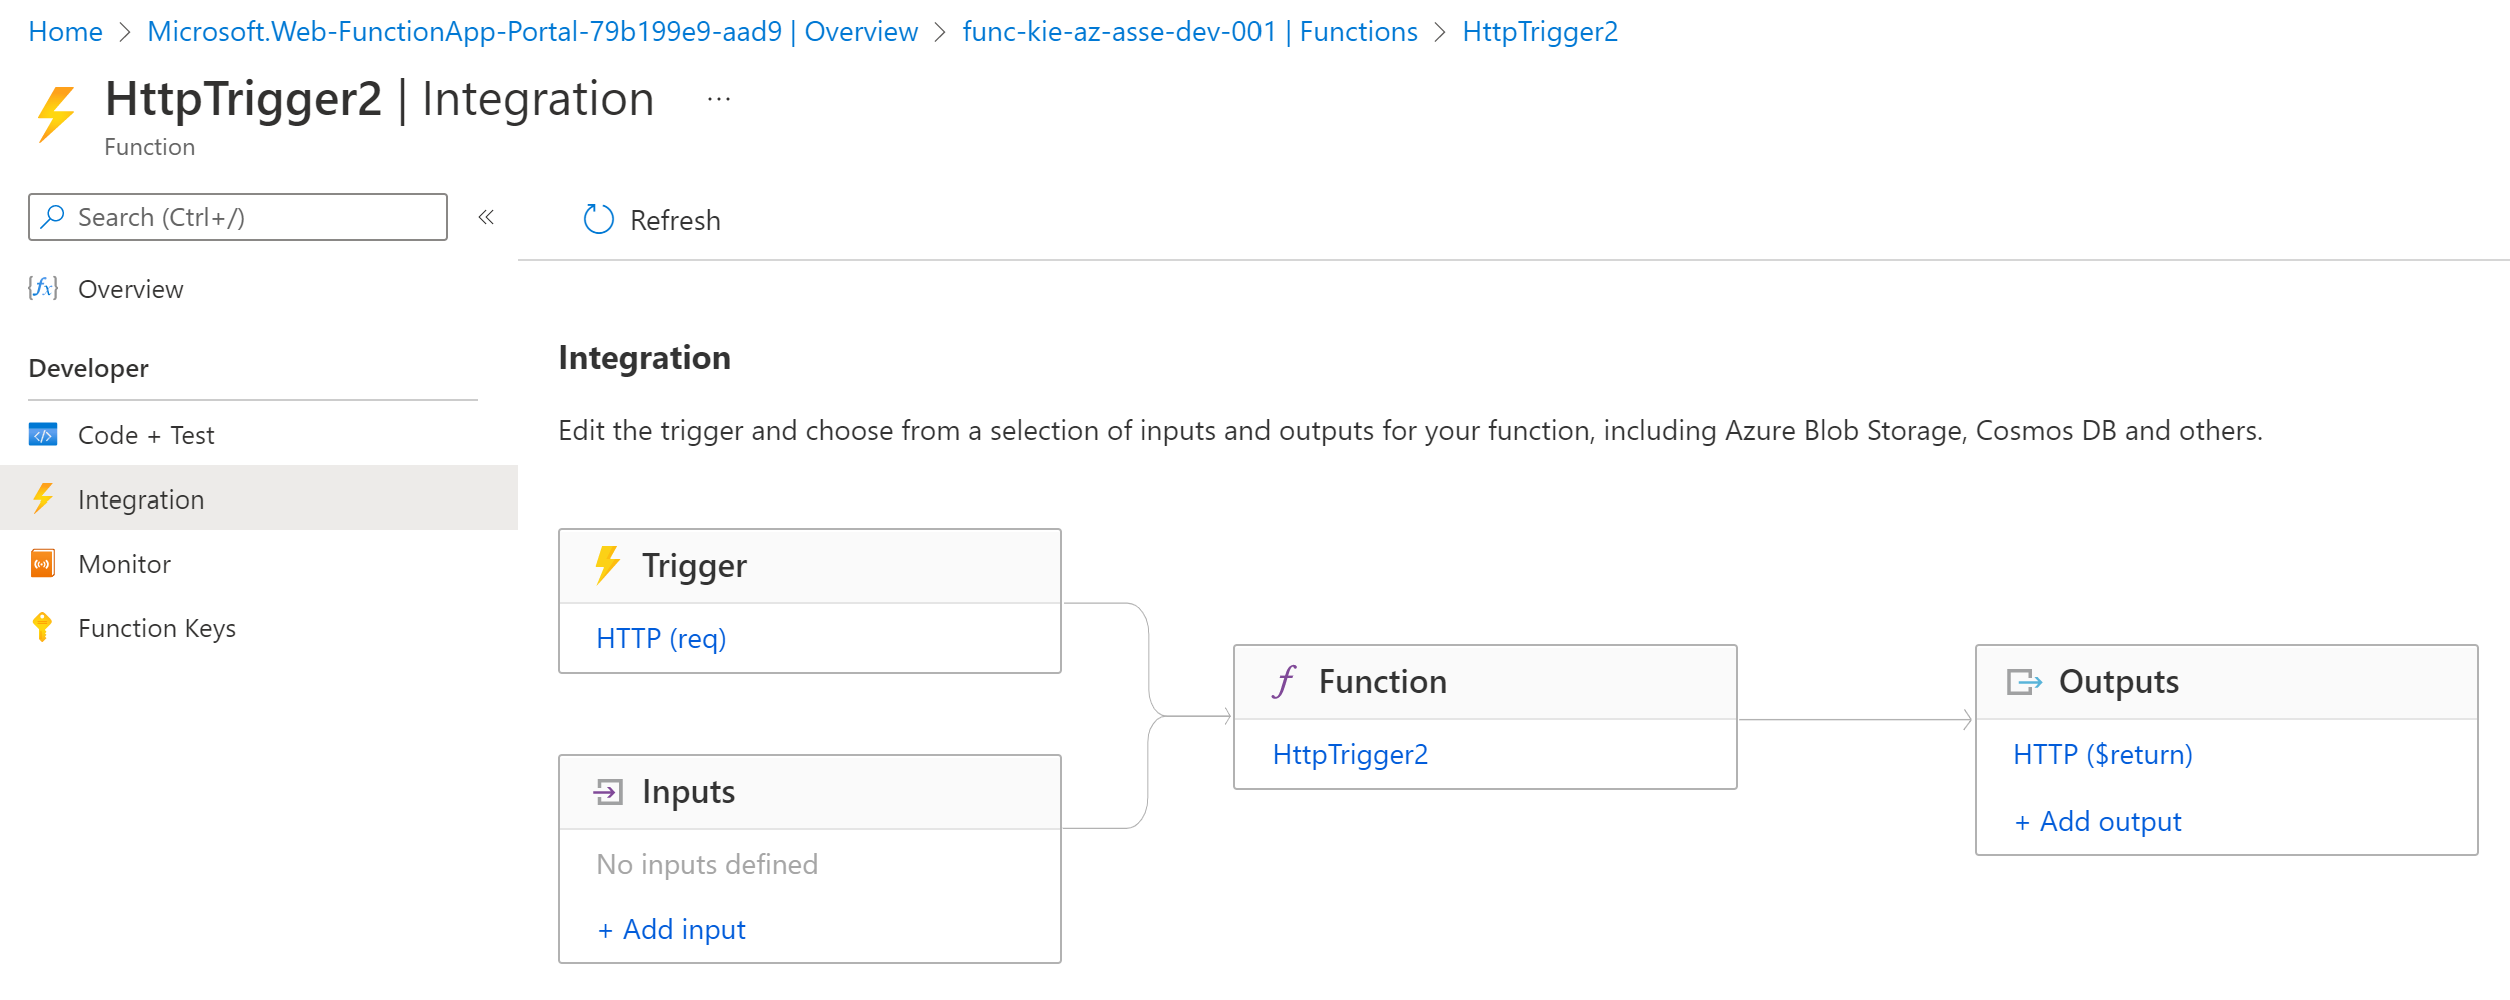 Home > Microsoft.Web-FunctionApp-Portal-79b199e9-aad9 | Overview > func-kie-az-asse-dev-001 | Functions > HttpTrigger2
HttpTrigger2 | Integration ...
Function
Search (Ctrl+/)
«
Refresh
Overview
Developer
Code + Test
Integration
Monitor
Function Keys
Integration
Edit the trigger and choose from a selection of inputs and outputs for your function, including Azure Blob Storage, Cosmos DB and others.
Trigger
HTTP (req)
Inputs
No inputs defined
+ Add input
Function
HttpTrigger2
Outputs
HTTP ($return)
+ Add output